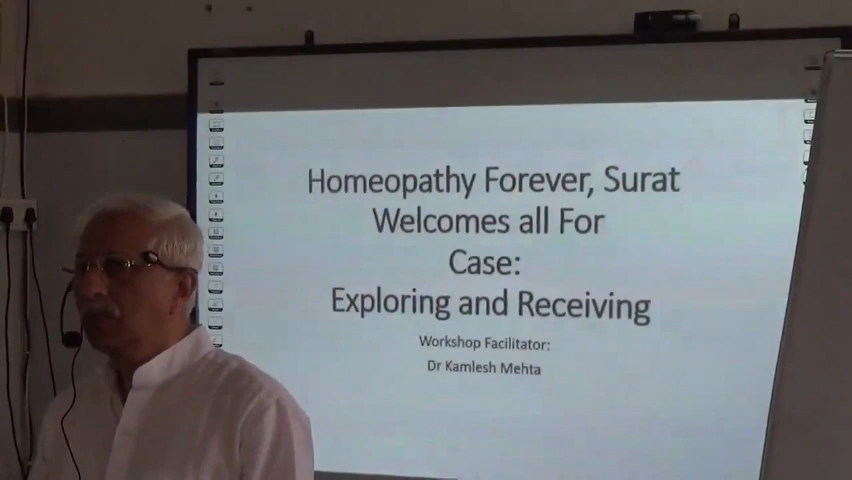 Homeopathy Forever, Surat
Welcomes all For
Case:
Exploring and Receiving
Workshop Facilitator:
Dr Kamlesh Mehta